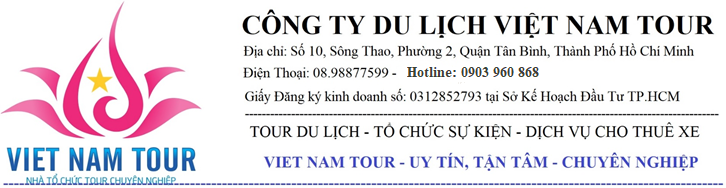 VIET NAM TOUR
NHÀ TỔ CHỨC TOUR CHUYÊN NGHIỆP
CÔNG TY DU LỊCH VIỆT NAM TOUR
Địa chỉ: Số 10, Sông Thao, Phường 2, Quận Tân Bình, Thành Phố Hồ Chí Minh
Điện Thoại: 08.98877599 - Hotline: 0903 960 868
Giấy Đăng ký kinh doanh số: 0312852793 tại Sở Kế Hoạch Đầu Tư TP.HCM
TOUR DU LỊCH - TỔ CHỨC SỰ KIỆN - DỊCH VỤ CHO THUÊ XE
VIET NAM TOUR - UY TÍN, TẬN TÂM - CHUYÊN NGHIỆP